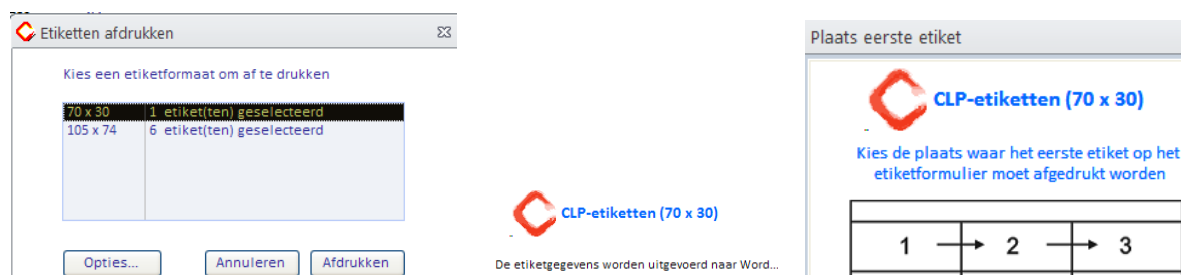 Etiketten afdrukken
Kies een etiketformaat om af te drukken
70 x 30 1 etiket(ten) geselecteerd
105 x 74 6 etiket(ten) geselecteerd
Opties... Annuleren Afdrukken
CLP-etiketten (70 x 30)
De etiketgegevens worden uitgevoerd naar Word...
Plaats eerste etiket
CLP-etiketten (70 x 30)
Kies de plaats waar het eerste etiket op het
etiketformulier moet afgedrukt worden
1 2 3